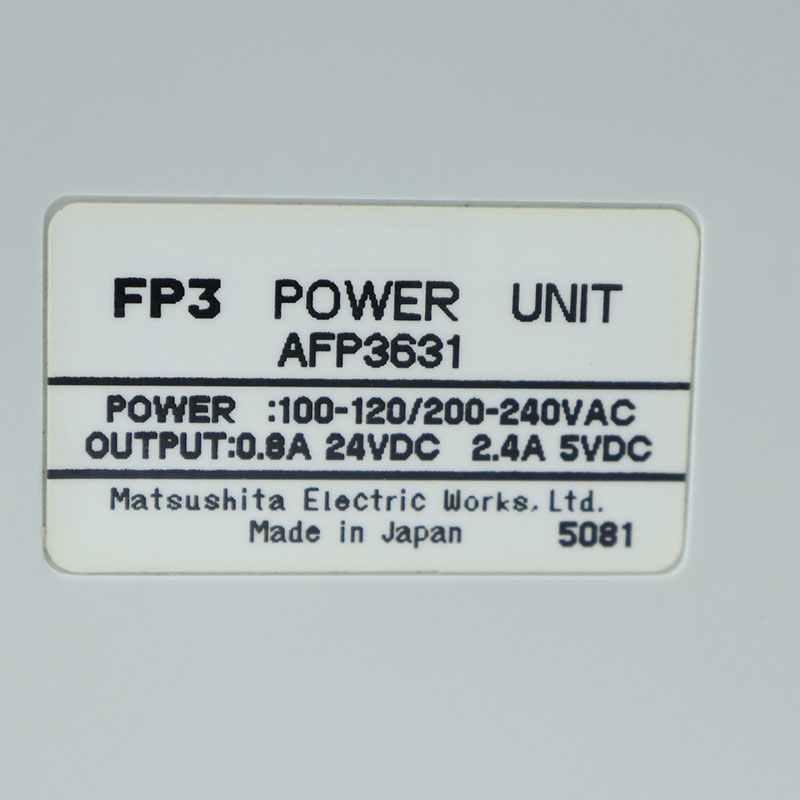 FP3 POWER UNIT
AFP3631
POWER :100-120/200-240VAC
OUTPUT:0.8A 24VDC 2.4A 5VDC
Matsushita Electric Works, Ltd.
Made in Japan 5081